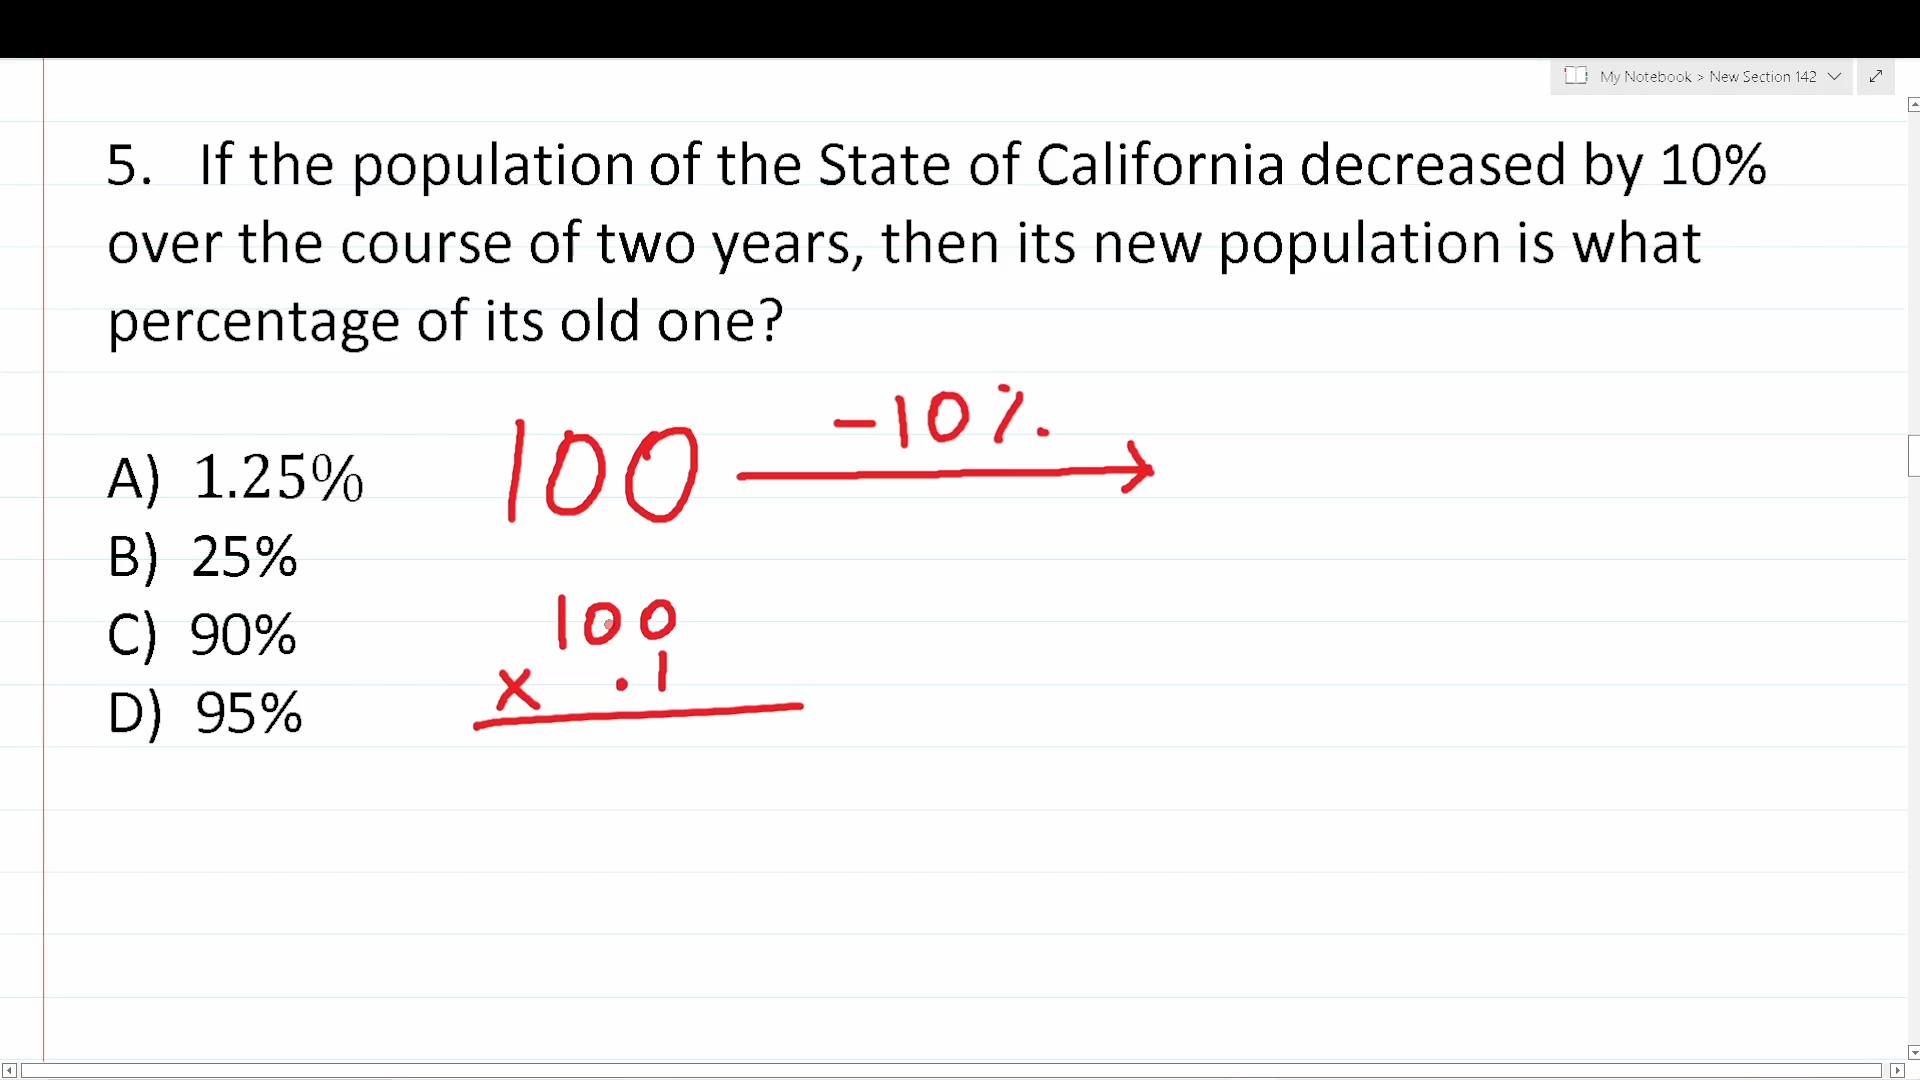 My Notebook > New Section 142
5. If the population of the State of California decreased by 10%
over the course of two years, then its new population is what
percentage of its old one?
-10%
100
A) 1.25%
B) 25%
C) 90%
D) 95%
100
x .1